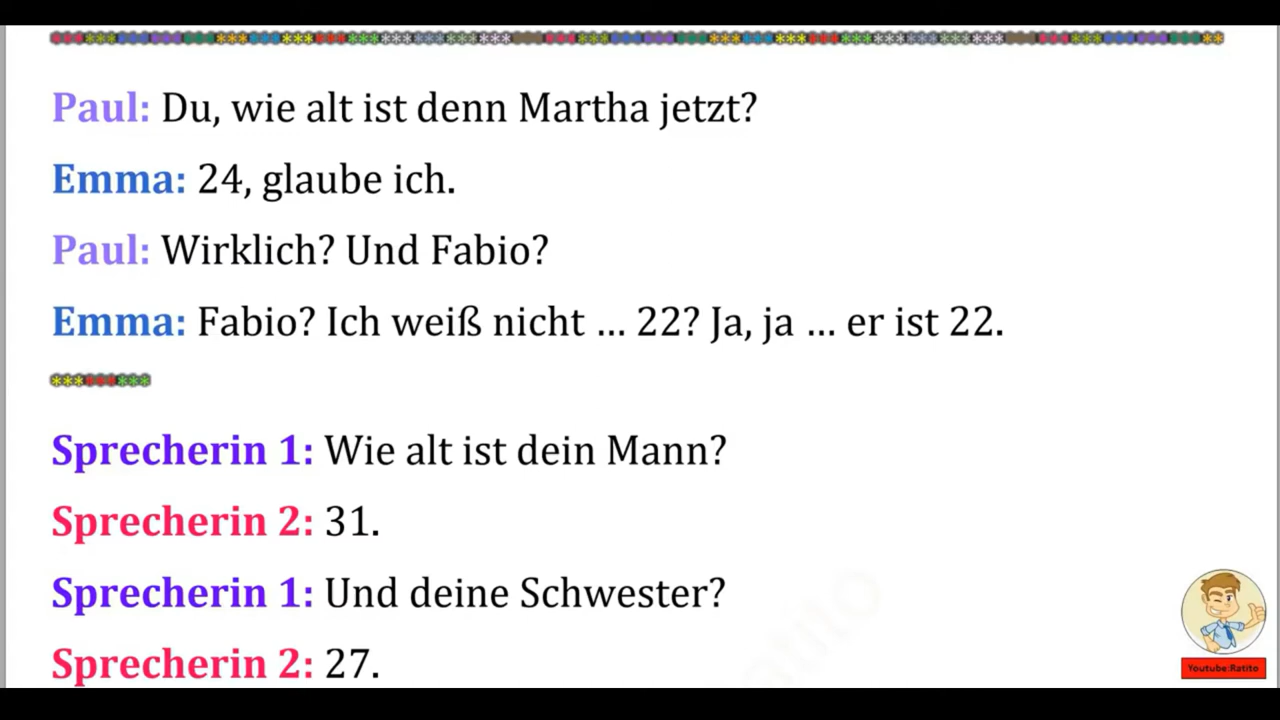 Paul: Du, wie alt ist denn Martha jetzt?
Emma: 24, glaube ich.
Paul: Wirklich? Und Fabio?
Emma: Fabio? Ich weiß nicht … 22? Ja, ja … er ist 22.
Sprecherin 1: Wie alt ist dein Mann?
Sprecherin 2: 31.
Sprecherin 1: Und deine Schwester?
Sprecherin 2: 27.
Youtube:Ratito